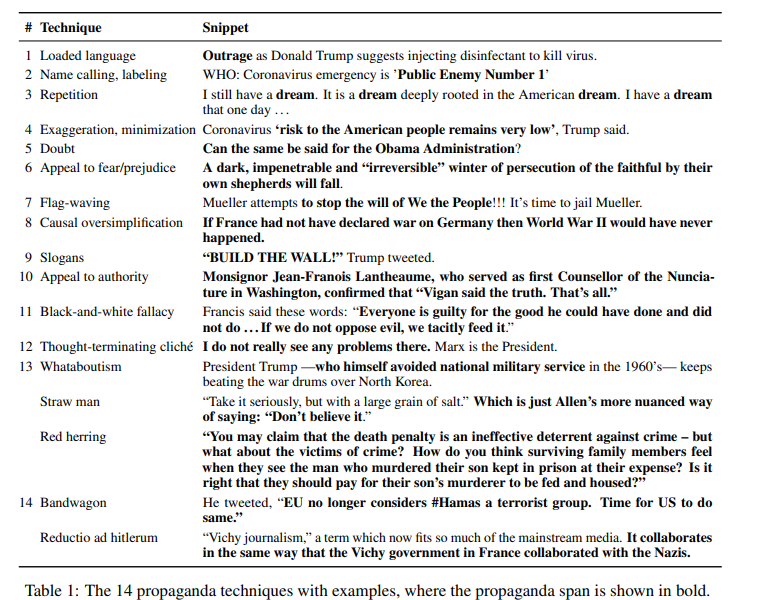 # Technique Snippet
1 Loaded language Outrage as Donald Trump suggests injecting disinfectant to kill virus.
2 Name calling, labeling WHO: Coronavirus emergency is ’Public Enemy Number 1’
3 Repetition I still have a dream. It is a dream deeply rooted in the American dream. I have a dream
that one day …
4 Exaggeration, minimization Coronavirus ‘risk to the American people remains very low’, Trump said.
5 Doubt Can the same be said for the Obama Administration?
6 Appeal to fear/prejudice A dark, impenetrable and “irreversible” winter of persecution of the faithful by their
own shepherds will fall.
7 Flag-waving Mueller attempts to stop the will of We the People!!! It’s time to jail Mueller.
8 Causal oversimplification If France had not have declared war on Germany then World War II would have never
happened.
9 Slogans “BUILD THE WALL!” Trump tweeted.
10 Appeal to authority Monsignor Jean-Franois Lantheaume, who served as first Counsellor of the Nuncia-
ture in Washington, confirmed that “Vigan said the truth. That’s all.”
11 Black-and-white fallacy Francis said these words: “Everyone is guilty for the good he could have done and did
not do … If we do not oppose evil, we tacitly feed it.”
12 Thought-terminating cliché I do not really see any problems there. Marx is the President.
13 Whataboutism President Trump —who himself avoided national military service in the 1960’s— keeps
beating the war drums over North Korea.
Straw man “Take it seriously, but with a large grain of salt.” Which is just Allen’s more nuanced way
of saying: “Don’t believe it.”
Red herring “You may claim that the death penalty is an ineffective deterrent against crime – but
what about the victims of crime? How do you think surviving family members feel
when they see the man who murdered their son kept in prison at their expense? Is it
right that they should pay for their son’s murderer to be fed and housed?”
14 Bandwagon He tweeted, “EU no longer considers #Hamas a terrorist group. Time for US to do
same.”
Reductio ad hitlerum “Vichy journalism,” a term which now fits so much of the mainstream media. It collaborates
in the same way that the Vichy government in France collaborated with the Nazis.
Table 1: The 14 propaganda techniques with examples, where the propaganda span is shown in bold.